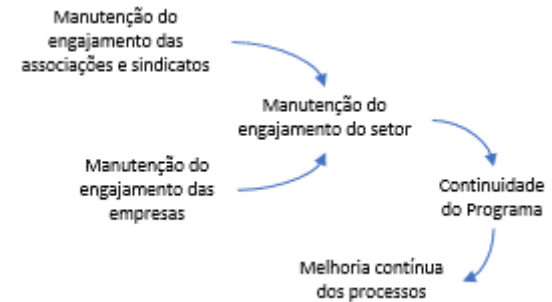 Manutenção do
engajamento das
associações e sindicatos
Manutenção do
engajamento do setor
Manutenção do
engajamento das
empresas
Continuidade
do Programa
Melhoria contínua
dos processos